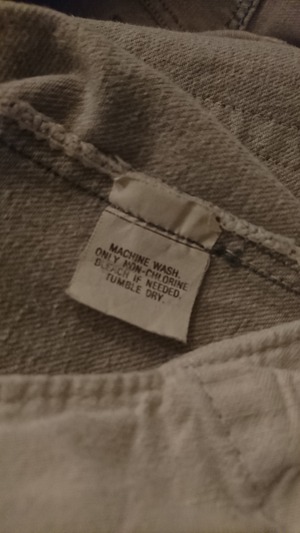 MACHINE WASH.
ONLY NON-CHLORINE
BLEACH IF NEEDED.
TUMBLE DRY.